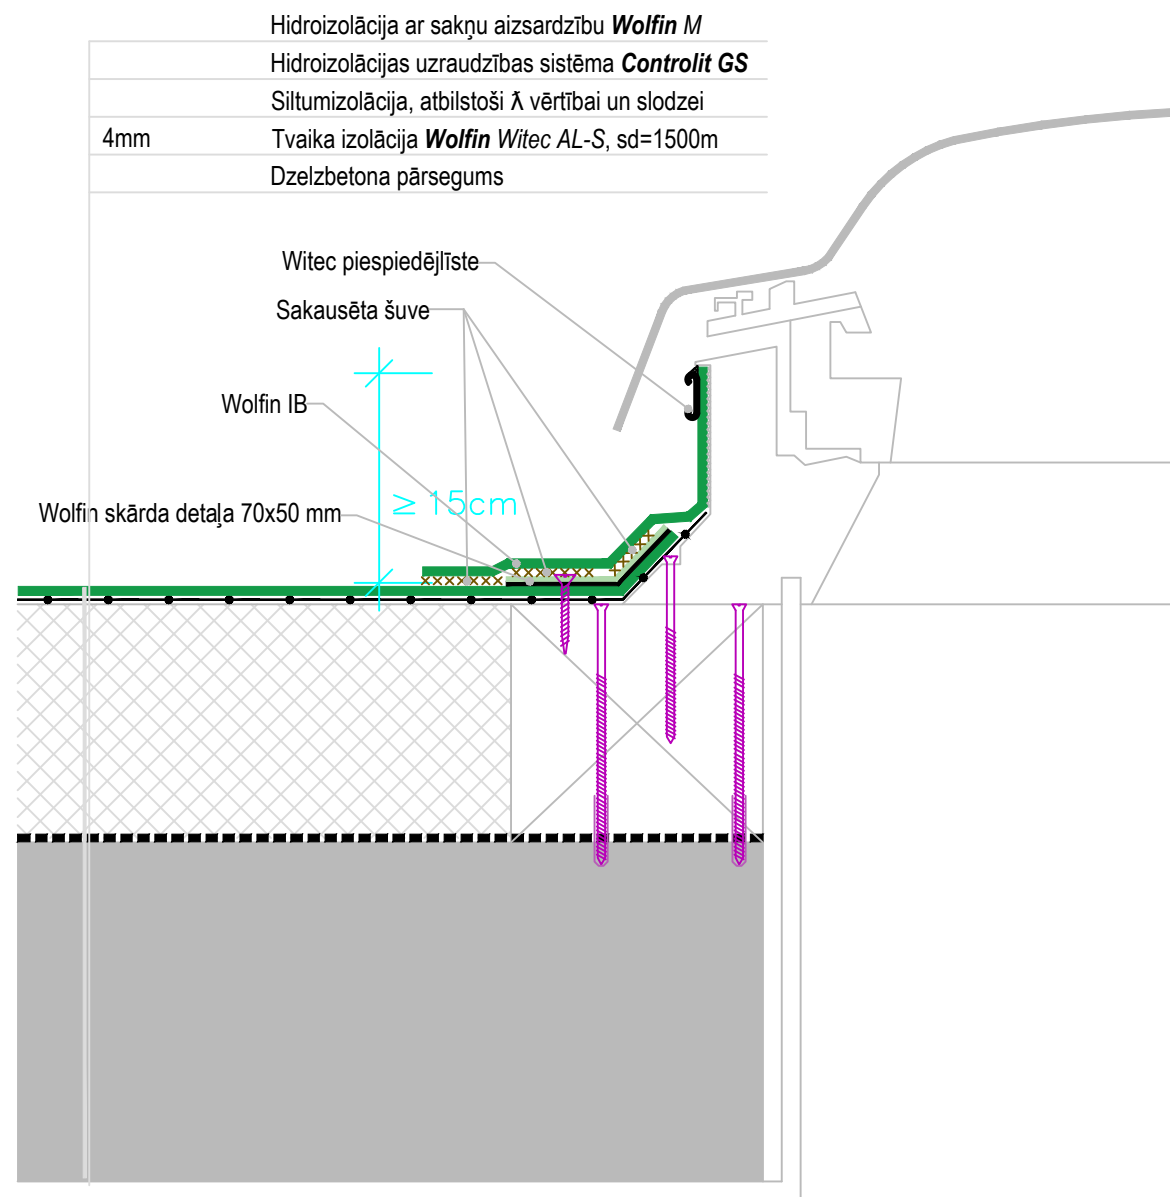 Hidroizolācija ar sakņu aizsardzību Wolfin M
Hidroizolācijas uzraudzības sistēma Controlit GS
Siltumizolācija, atbilstoši ƛ vērtībai un slodzei
4mm Tvaika izolācija Wolfin Witec AL-S, sd=1500m
Dzelzbetona pārsegums
Witec piespiedējlīste
Sakausēta šuve
Wolfin IB
≥ 15cm
Wolfin skārda detaļa 70x50 mm